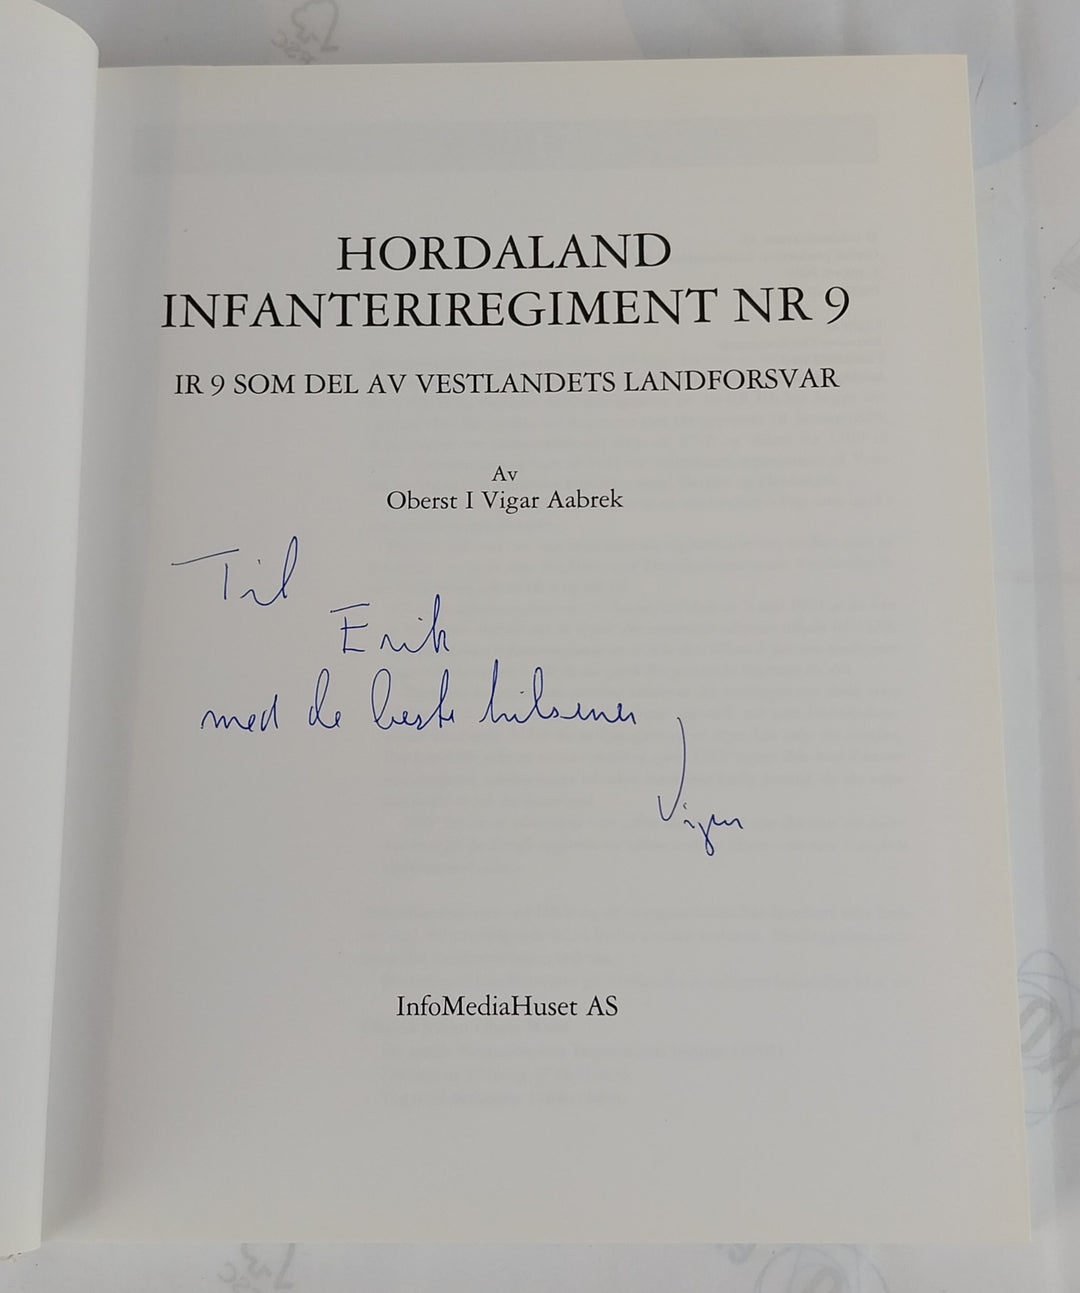 HORDALAND
INFANTERIREGIMENT NR 9
IR 9 SOM DEL AV VESTLANDETS LANDFORSVAR
Av
Oberst I Vigar Aabrek
Til
Erik
med de beste hilsener
Vigar
InfoMediaHuset AS